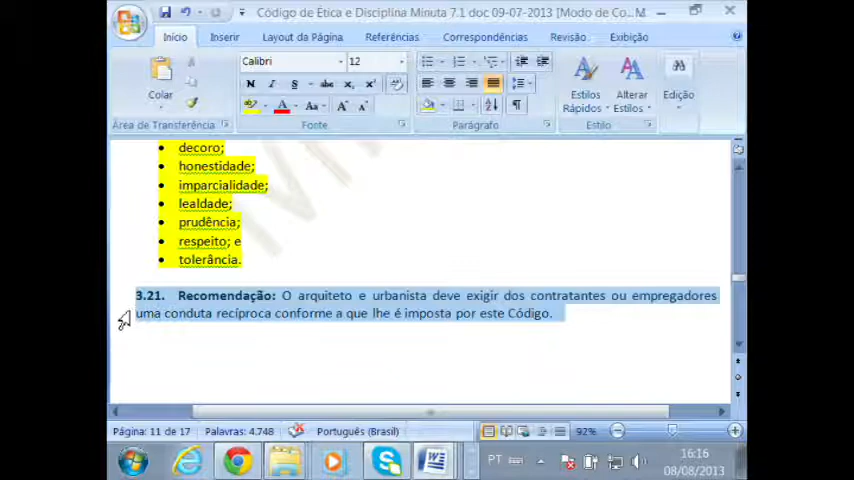 Código de Ética e Disciplina Minuta 7.1 doc 09-07-2013 [Modo de Co... M...
Início Inserir Layout da Página Referências Correspondências Revisão Exibição
Calibri 12
Colar
N I S abc X₂ X²
A Aa A A
Estilos Rápidos
Alterar Estilos
Edição
Área de Transferência Fonte Parágrafo Estilo
decoro;
honestidade;
imparcialidade;
lealdade;
prudência;
respeito; e
tolerância.
3.21. Recomendação: O arquiteto e urbanista deve exigir dos contratantes ou empregadores
uma conduta recíproca conforme a que lhe é imposta por este Código.
Página: 11 de 17 Palavras: 4.748 Português (Brasil) 92%
PT 16:16
08/08/2013